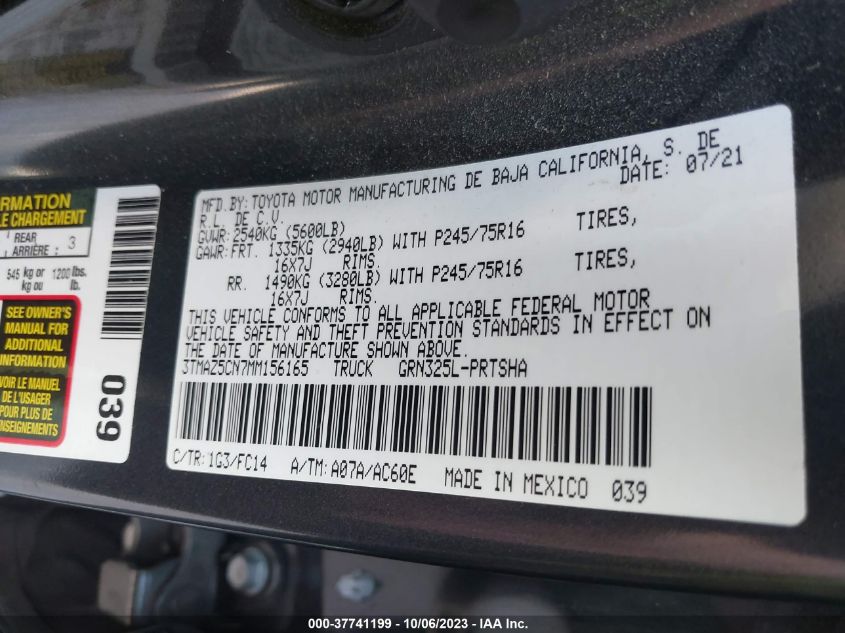 RMATION
LE CHARGEMENT
REAR
ARRIÈRE : 3
545 kg or 1200 lbs.
kg ou lb.
SEE OWNER'S
MANUAL FOR
ADDITIONAL
INFORMATION
VOIR LE MANUEL
DE L'USAGER
POUR PLUS DE
RENSEIGNEMENTS
039
MFD.BY: TOYOTA MOTOR MANUFACTURING DE BAJA CALIFORNIA, S. DE
R.L. DE C.V. DATE: 07/21
GVWR: 2540KG (5600LB)
GAWR: FRT. 1335KG (2940LB) WITH P245/75R16 TIRES,
16X7J RIMS.
RR. 1490KG (3280LB) WITH P245/75R16 TIRES,
16X7J RIMS.
THIS VEHICLE CONFORMS TO ALL APPLICABLE FEDERAL MOTOR
VEHICLE SAFETY AND THEFT PREVENTION STANDARDS IN EFFECT ON
THE DATE OF MANUFACTURE SHOWN ABOVE.
3TMAZ5CN7MM156165 TRUCK GRN325L-PRTSHA
C/TR: 1G3/FC14 A/TM: A07A/AC60E MADE IN MEXICO 039
000-37741199 - 10/06/2023 - IAA Inc.